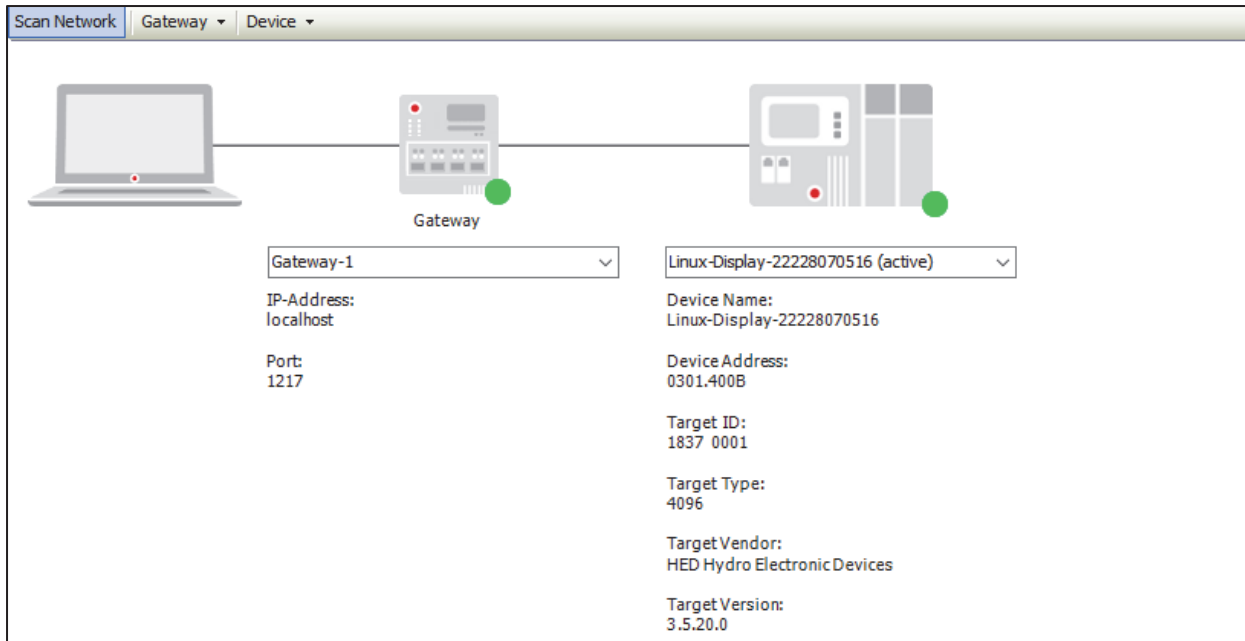 Scan Network Gateway Device
Gateway
Gateway-1
IP-Address:
localhost
Port:
1217
Linux-Display-22228070516 (active)
Device Name:
Linux-Display-22228070516
Device Address:
0301.400B
Target ID:
1837 0001
Target Type:
4096
Target Vendor:
HED Hydro Electronic Devices
Target Version:
3.5.20.0